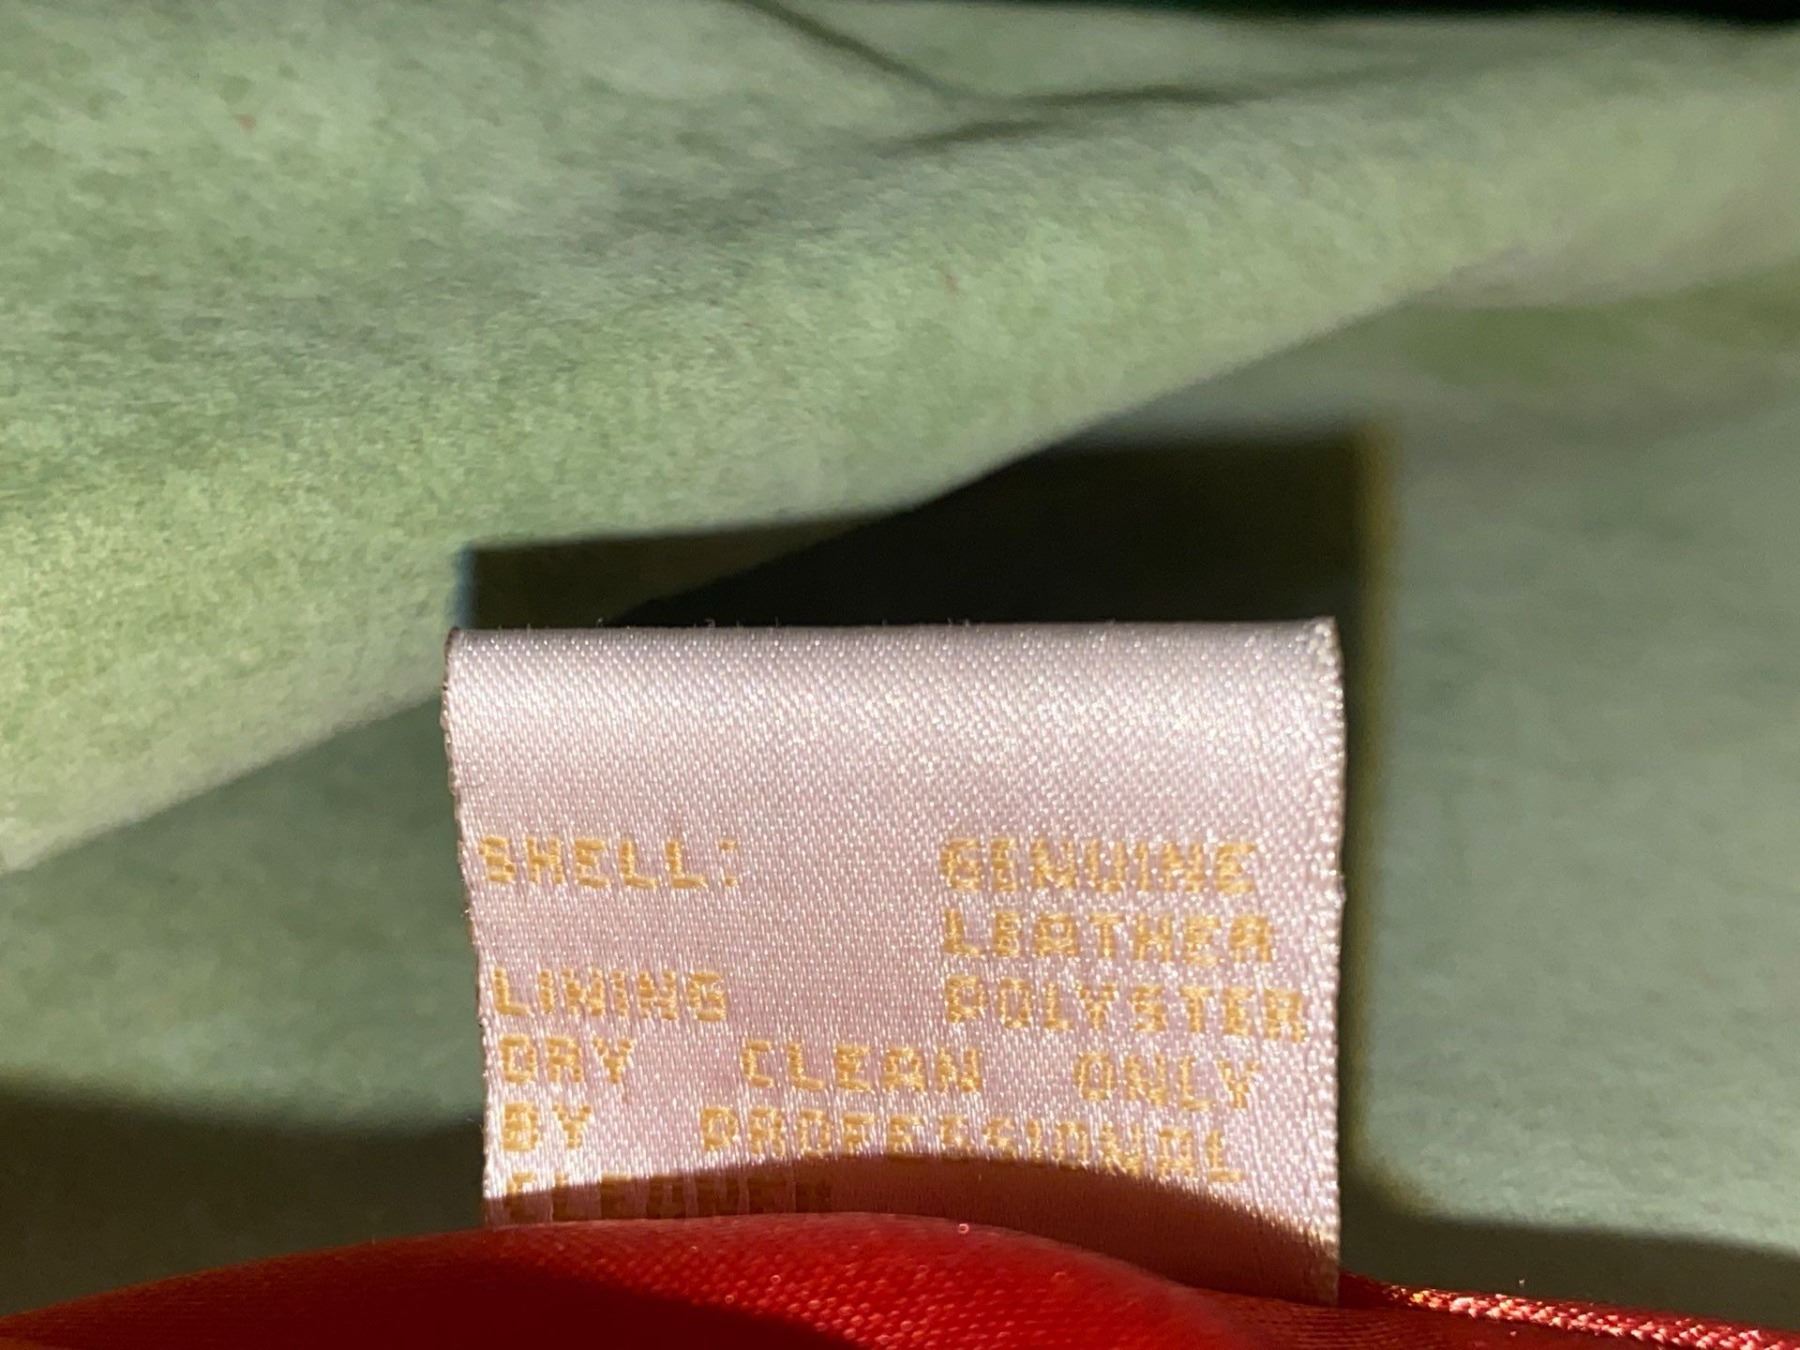 SHELL: GENUINE
LEATHER
LINING POLYSTER
DRY CLEAN ONLY
BY PROFESSIONAL